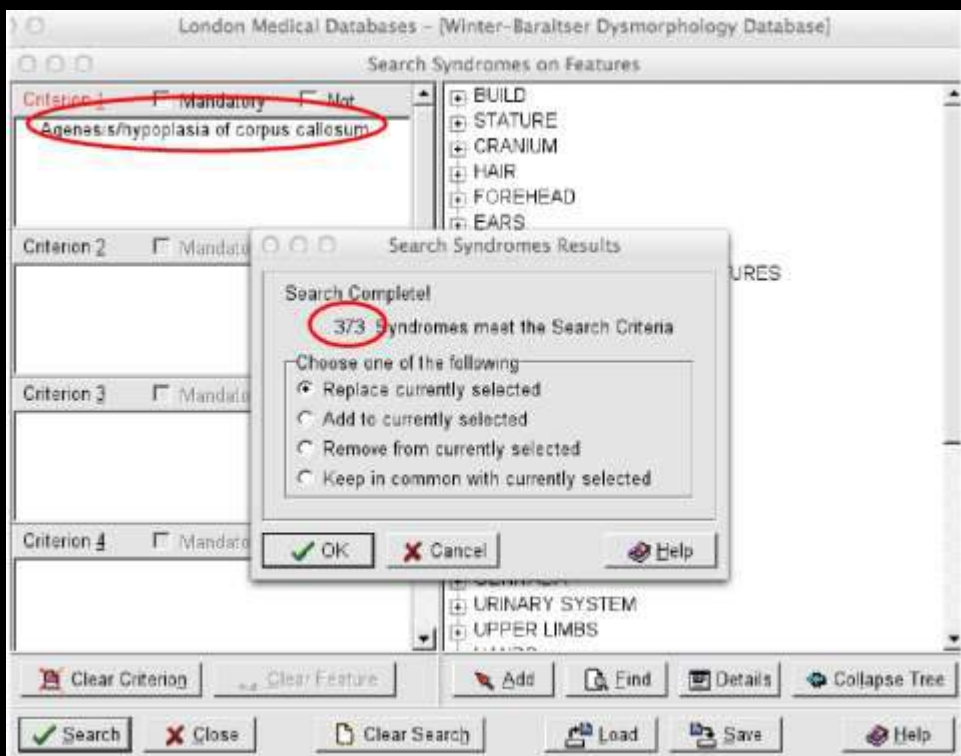 London Medical Databases - [Winter-Baraitser Dysmorphology Database]
Search Syndromes on Features
Criterion 1 Mandatory Not
Agenesis/hypoplasia of corpus callosum
BUILD
STATURE
CRANIUM
HAIR
FOREHEAD
EARS
URES
Criterion 2 Mandato
Search Syndromes Results
Search Complete!
373 Syndromes meet the Search Criteria
Choose one of the following
Replace currently selected
Add to currently selected
Remove from currently selected
Keep in common with currently selected
OK Cancel Help
Criterion 3 Mandato
Criterion 4 Mandato
URINARY SYSTEM
UPPER LIMBS
Clear Criterion Clear Feature Add Find Details Collapse Tree
Search Close Clear Search Load Save Help